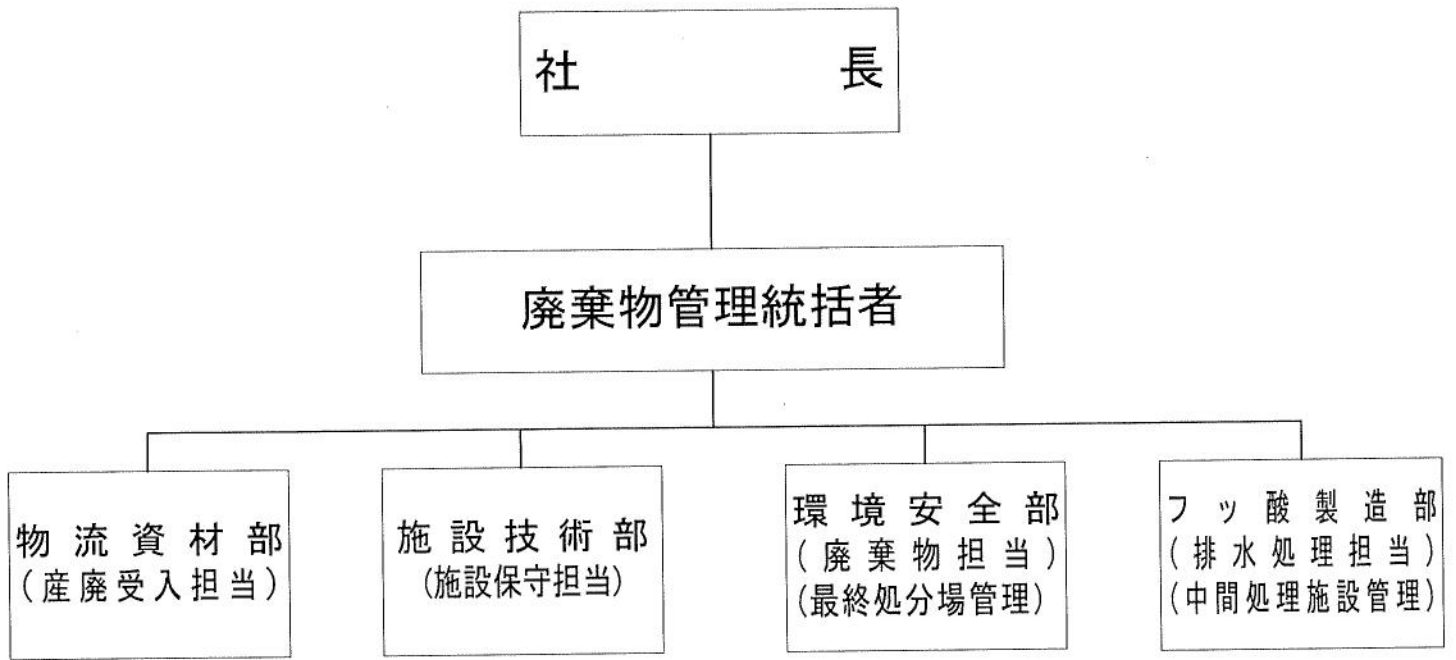 社長
廃棄物管理統括者
物流資材部
(産廃受入担当)
施設技術部
(施設保守担当)
環境安全部
(廃棄物担当)
(最終処分場管理)
フッ酸製造部
(排水処理担当)
(中間処理施設管理)